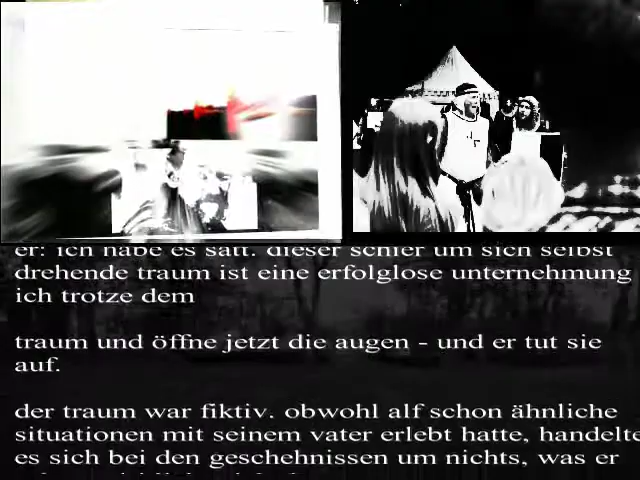 er: ich habe es satt. dieser schier um sich selbst
drehende traum ist eine erfolglose unternehmung
ich trotze dem
traum und öffne jetzt die augen - und er tut sie
auf.
der traum war fiktiv. obwohl alf schon ähnliche
situationen mit seinem vater erlebt hatte, handelte
es sich bei den geschehnissen um nichts, was er